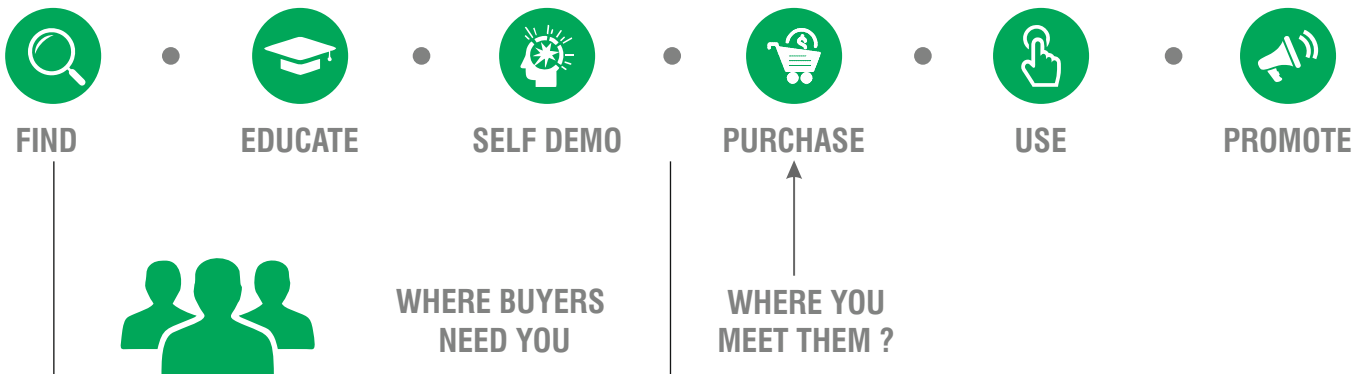 FIND
EDUCATE
SELF DEMO
PURCHASE
USE
PROMOTE
WHERE BUYERS
NEED YOU
WHERE YOU
MEET THEM ?